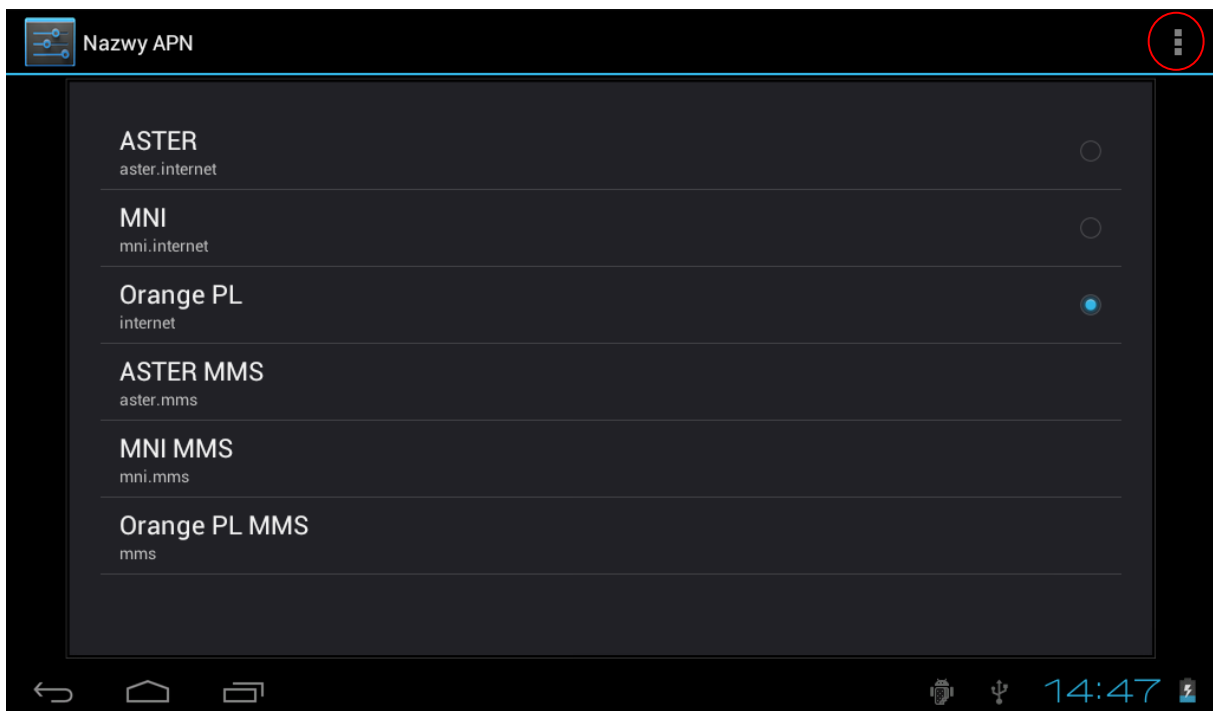 Nazwy APN
ASTER
aster.internet
MNI
mni.internet
Orange PL
internet
ASTER MMS
aster.mms
MNI MMS
mni.mms
Orange PL MMS
mms
14:47